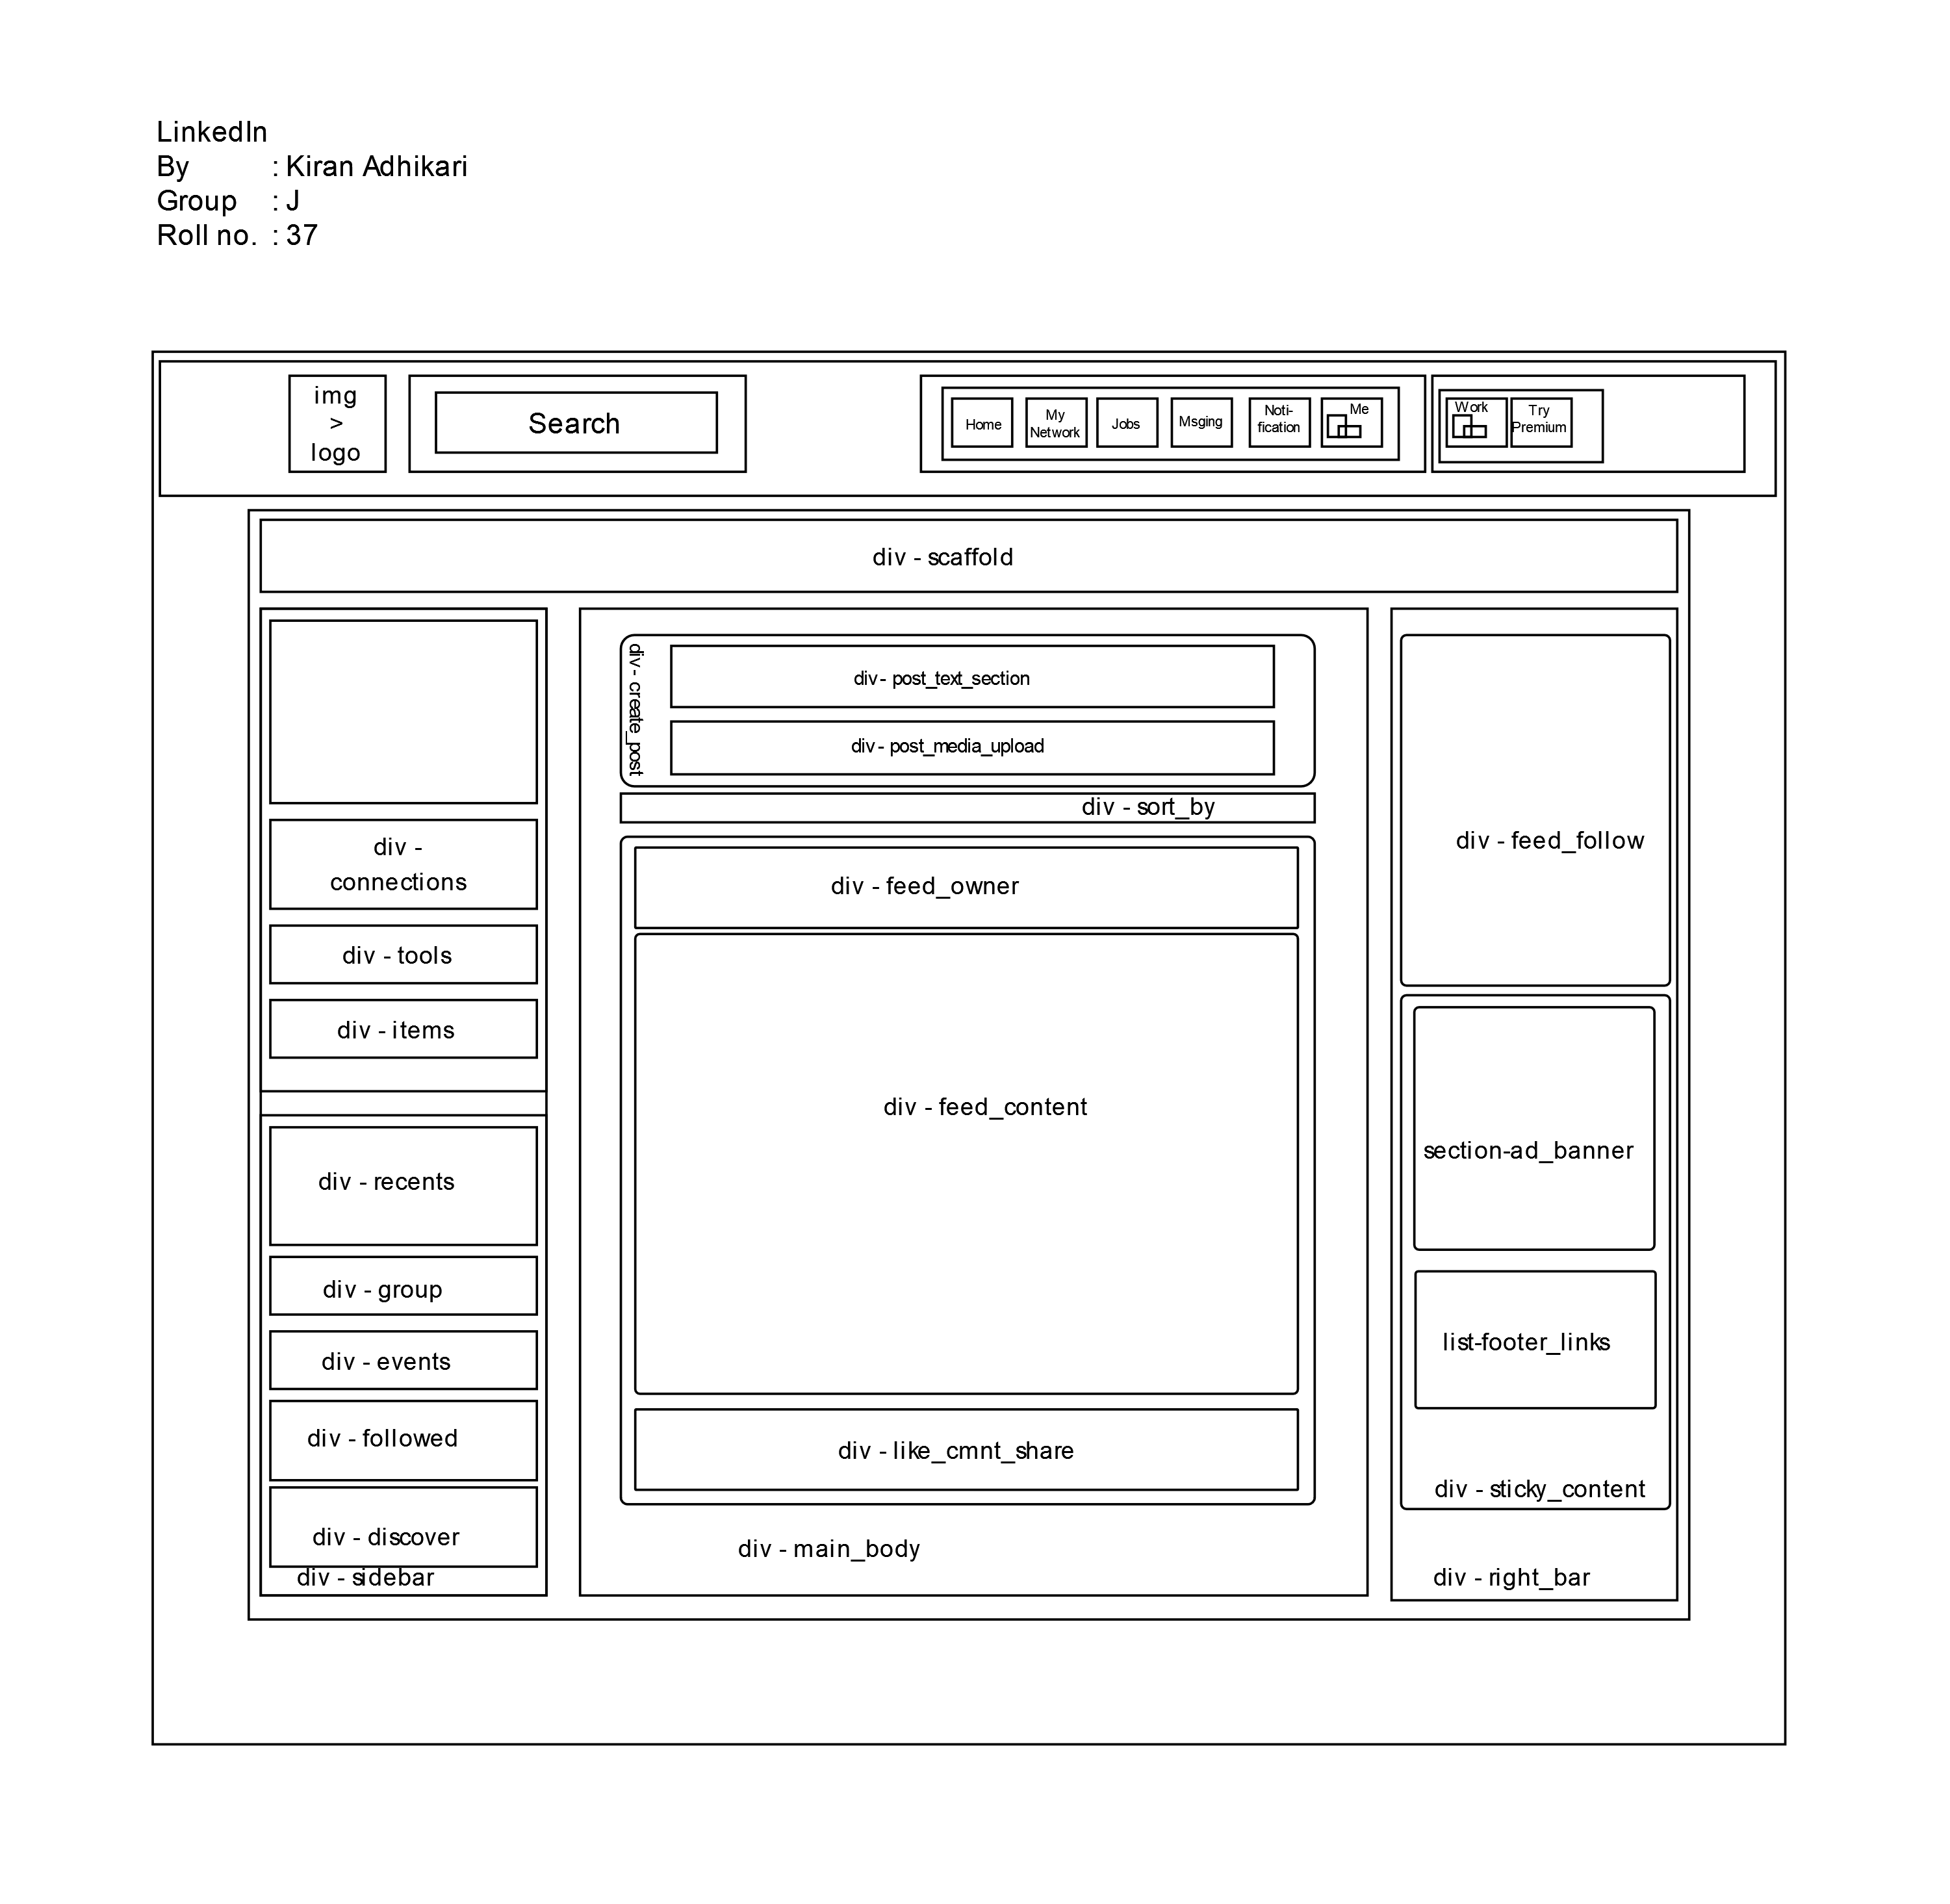 LinkedIn
By : Kiran Adhikari
Group : J
Roll no. : 37
img
>
logo
Search
Home
My
Network
Jobs
Msging
Noti-
fication
Me
Work
Try
Premium
div - scaffold
div -
connections
div - tools
div - items
div - recents
div - group
div - events
div - followed
div - discover
div - sidebar
div - create_post
div - post_text_section
div - post_media_upload
div - sort_by
div - feed_owner
div - feed_content
div - like_cmnt_share
div - main_body
div - feed_follow
section-ad_banner
list-footer_links
div - sticky_content
div - right_bar